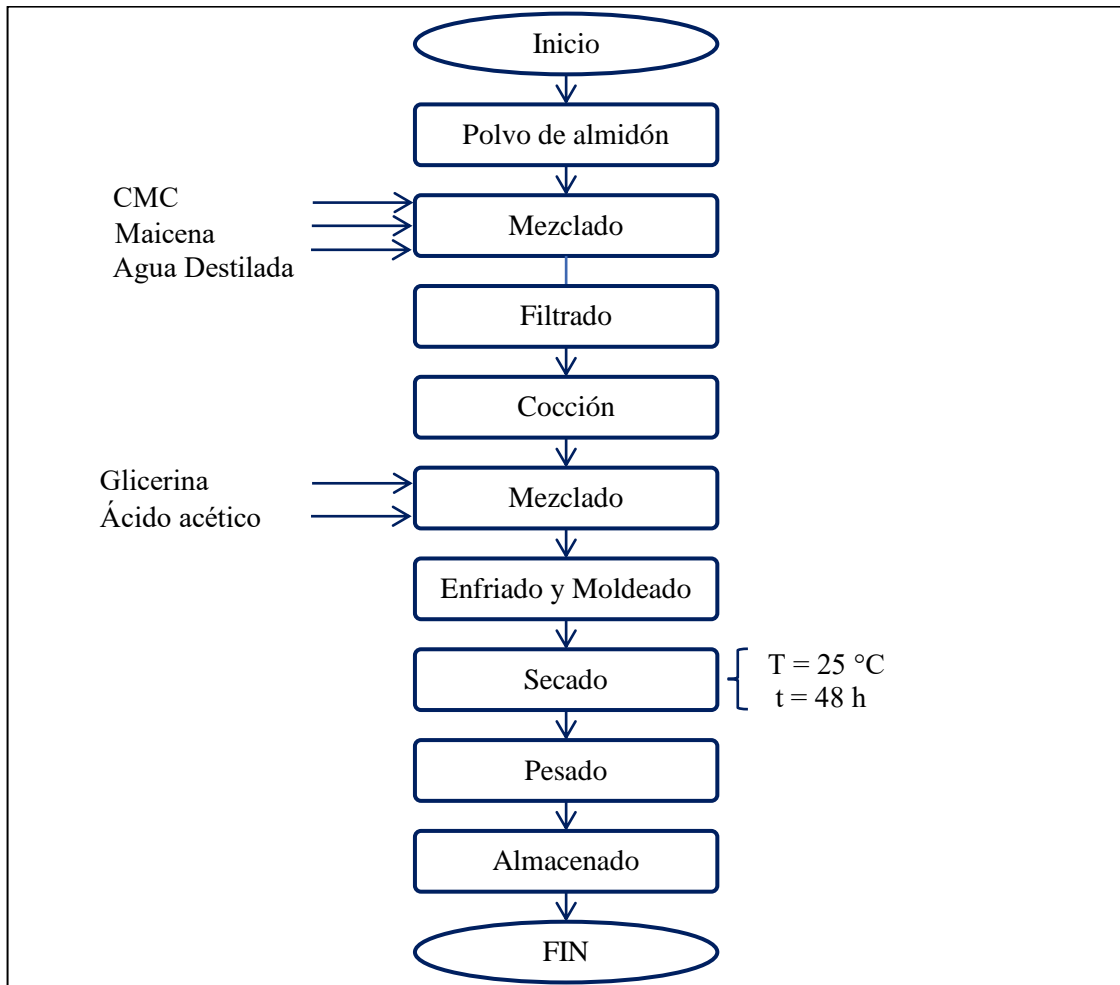 Inicio
Polvo de almidón
CMC
Maicena
Agua Destilada
Mezclado
Filtrado
Cocción
Glicerina
Ácido acético
Mezclado
Enfriado y Moldeado
Secado
T = 25 °C
t = 48 h
Pesado
Almacenado
FIN